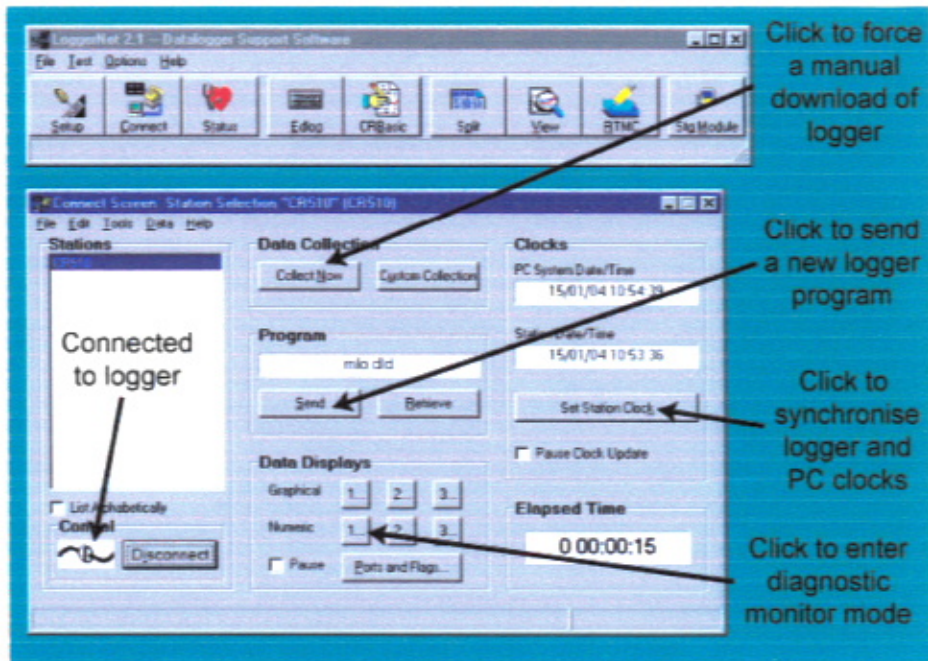 LoggerNet 2.1 -- Datalogger Support Software
File Test Options Help
Setup Connect Status Edlog CRBasic Split View RTMC Stg Module
Click to force
a manual
download of
logger
Connect Screen: Station Selection "CR510" (CR510)
File Edit Tools Data Help
Stations
CR510
Connected
to logger
List Alphabetically
Control
Disconnect
Data Collection
Collect Now Custom Collection
Program
mlo.dld
Send Retrieve
Data Displays
Graphical 1... 2... 3...
Numeric 1... 2... 3...
Pause Ports and Flags...
Clocks
PC System Date/Time
15/01/04 10:54:39
Station Date/Time
15/01/04 10:53:36
Set Station Clock
Pause Clock Update
Elapsed Time
0 00:00:15
Click to send
a new logger
program
Click to
synchronise
logger and
PC clocks
Click to enter
diagnostic
monitor mode